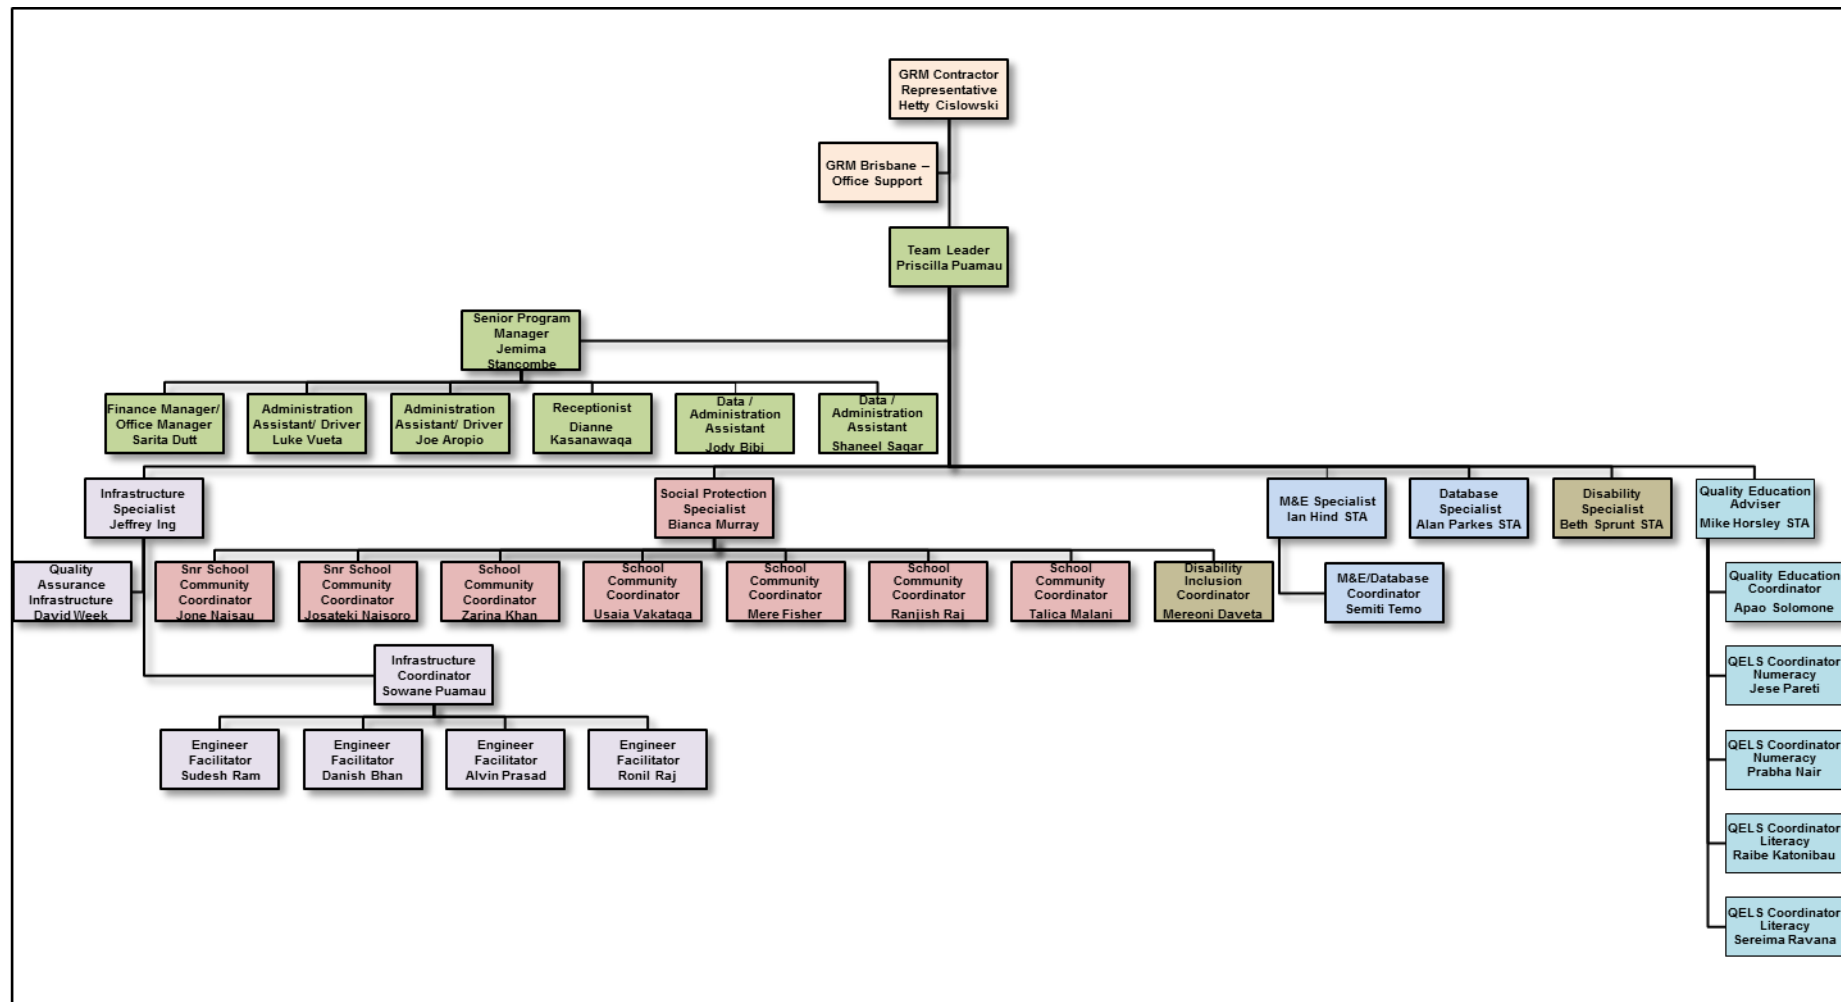 GRM Contractor
Representative
Hetty Cislowski
GRM Brisbane –
Office Support
Team Leader
Priscilla Puamau
Senior Program
Manager
Jemima
Stancombe
Finance Manager/
Office Manager
Sarita Dutt
Administration
Assistant/ Driver
Luke Vueta
Administration
Assistant/ Driver
Joe Aropio
Receptionist
Dianne
Kasanawaqa
Data /
Administration
Assistant
Jody Bibi
Data /
Administration
Assistant
Shaneel Sagar
Infrastructure
Specialist
Jeffrey Ing
Social Protection
Specialist
Bianca Murray
M&E Specialist
Ian Hind STA
Database
Specialist
Alan Parkes STA
Disability
Specialist
Beth Sprunt STA
Quality Education
Adviser
Mike Horsley STA
Quality
Assurance
Infrastructure
David Week
Snr School
Community
Coordinator
Jone Naisau
Snr School
Community
Coordinator
Josateki Naisoro
School
Community
Coordinator
Zarina Khan
School
Community
Coordinator
Usaia Vakataga
School
Community
Coordinator
Mere Fisher
School
Community
Coordinator
Ranjish Raj
School
Community
Coordinator
Talica Malani
Disability
Inclusion
Coordinator
Mereoni Daveta
M&E/Database
Coordinator
Semiti Temo
Quality Education
Coordinator
Apao Solomone
Infrastructure
Coordinator
Sowane Puamau
QELS Coordinator
Numeracy
Jese Pareti
Engineer
Facilitator
Sudesh Ram
Engineer
Facilitator
Danish Bhan
Engineer
Facilitator
Alvin Prasad
Engineer
Facilitator
Ronil Raj
QELS Coordinator
Numeracy
Prabha Nair
QELS Coordinator
Literacy
Raibe Katonibau
QELS Coordinator
Literacy
Sereima Ravana